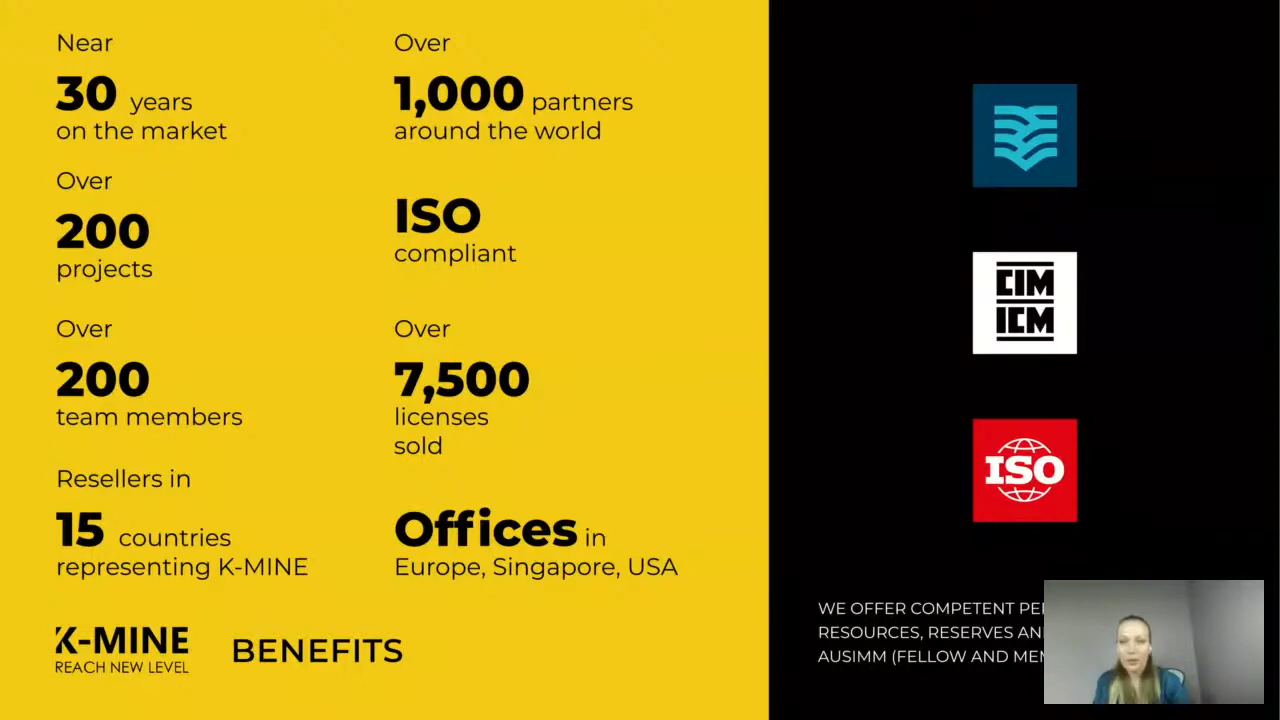 Near
30 years
on the market
Over
200
projects
Over
200
team members
Resellers in
15 countries
representing K-MINE
Over
1,000 partners
around the world
ISO
compliant
Over
7,500
licenses
sold
Offices in
Europe, Singapore, USA
K-MINE
REACH NEW LEVEL
BENEFITS
CIM
ICM
ISO
WE OFFER COMPETENT
RESOURCES, RESERVES
AUSIMM (FELLOW AND